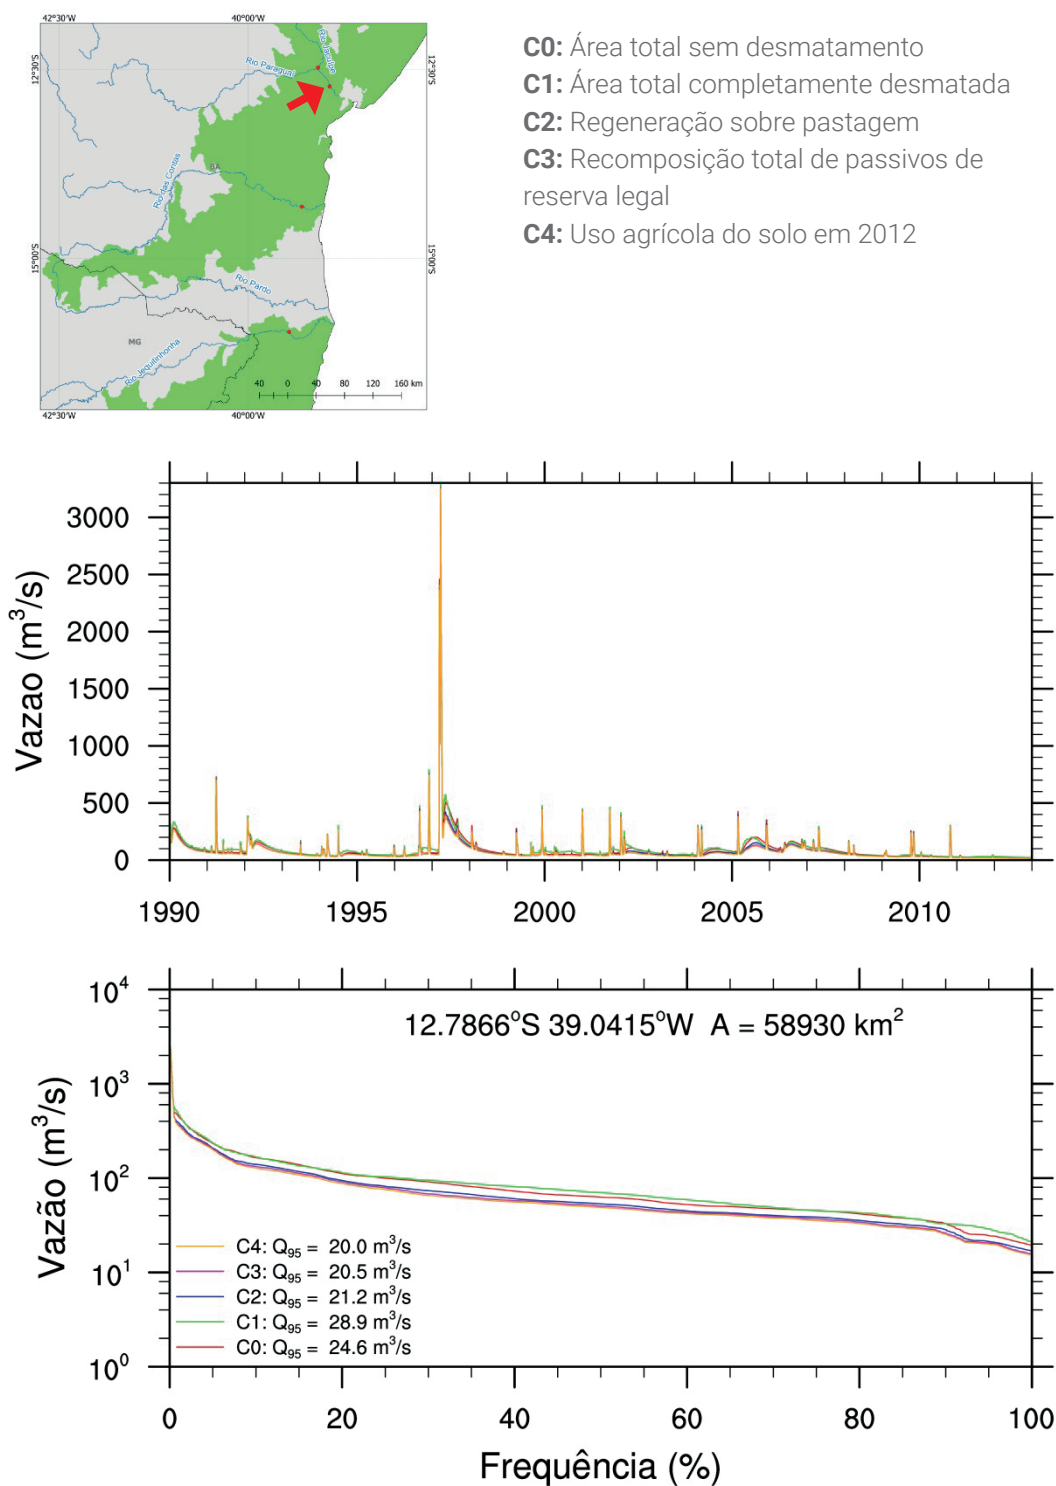 42°30'W
40°00'W
12°30'S
12°30'S
Rio Jacuípe
Rio Paraguaçu
BA
Rio das Contas
15°00'S
15°00'S
Rio Pardo
MG
Rio Jequitinhonha
40 0 40 80 120 160 km
42°30'W
40°00'W
C0: Área total sem desmatamento
C1: Área total completamente desmatada
C2: Regeneração sobre pastagem
C3: Recomposição total de passivos de
reserva legal
C4: Uso agrícola do solo em 2012
Vazao (m³/s)
3000
2500
2000
1500
1000
500
0
1990 1995 2000 2005 2010
Vazão (m³/s)
10⁴
10³
10²
10¹
10⁰
12.7866°S 39.0415°W A = 58930 km²
C4: Q₉₅ = 20.0 m³/s
C3: Q₉₅ = 20.5 m³/s
C2: Q₉₅ = 21.2 m³/s
C1: Q₉₅ = 28.9 m³/s
C0: Q₉₅ = 24.6 m³/s
0 20 40 60 80 100
Frequência (%)